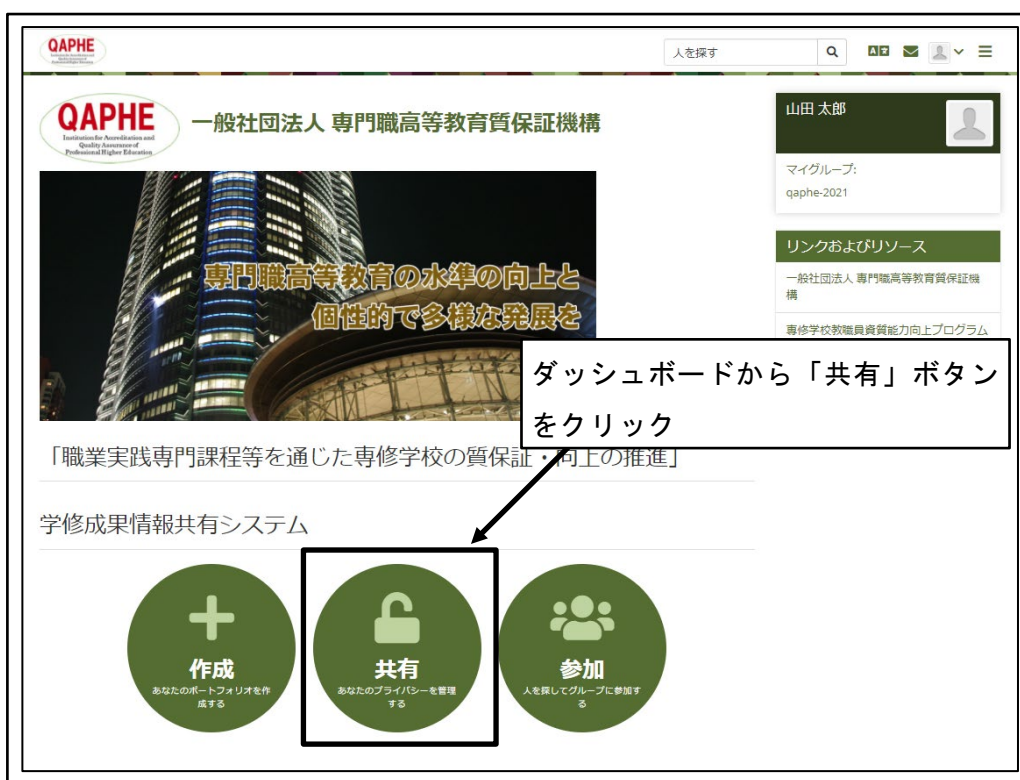 QAPHE
人を探す
QAPHE
Institution for Accreditation and
Quality Assurance of
Professional Higher Education
一般社団法人 専門職高等教育質保証機構
山田 太郎
マイグループ:
qaphe-2021
専門職高等教育の水準の向上と
個性的で多様な発展を
リンクおよびリソース
一般社団法人 専門職高等教育質保証機
構
専修学校教職員資質能力向上プログラム
ダッシュボードから「共有」ボタン
をクリック
「職業実践専門課程等を通じた専修学校の質保証・向上の推進」
学修成果情報共有システム
作成
あなたのポートフォリオを作
成する
共有
あなたのプライバシーを管理
する
参加
人を探してグループに参加す
る